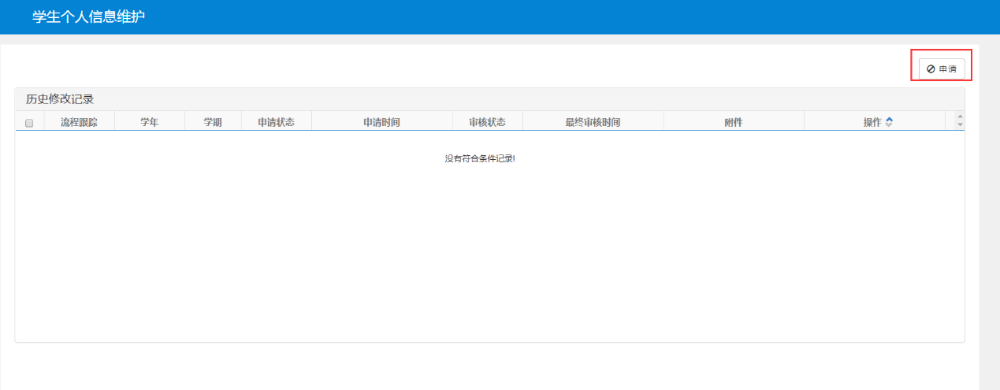 学生个人信息维护
申请
历史修改记录
流程跟踪 学年 学期 申请状态 申请时间 审核状态 最终审核时间 附件 操作
没有符合条件记录!